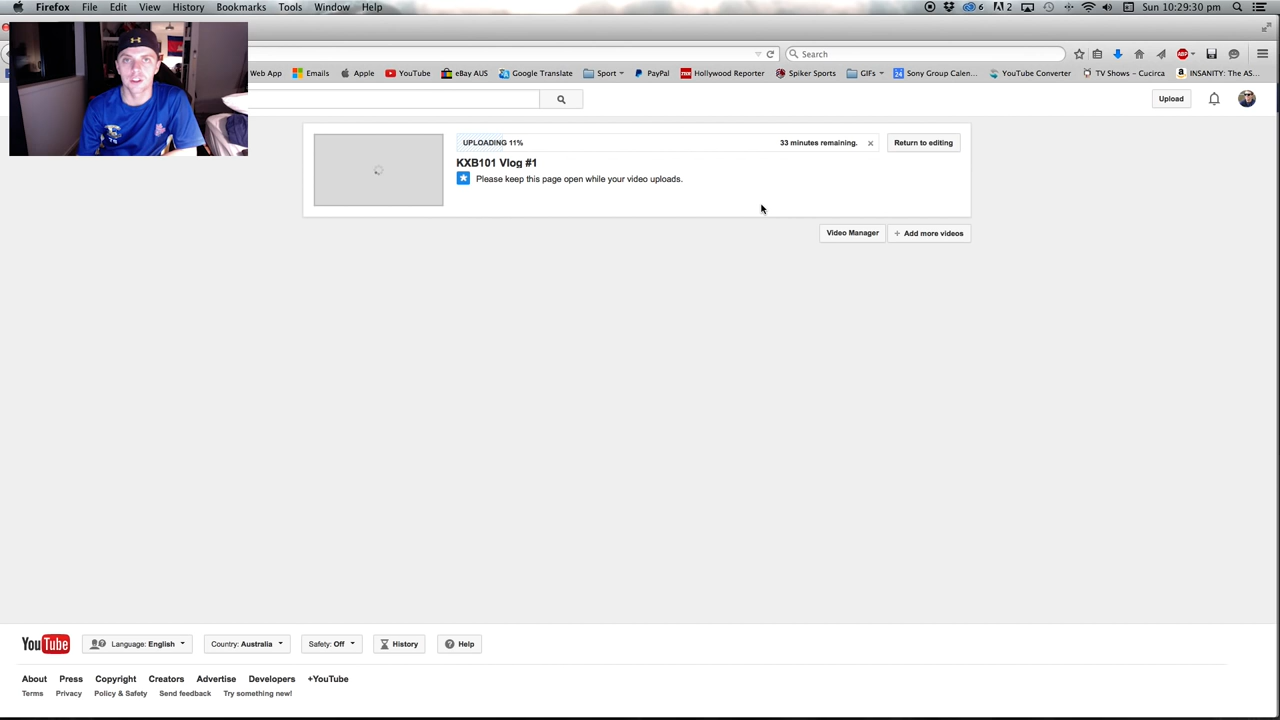 Firefox File Edit View History Bookmarks Tools Window Help 6 2 Sun 10:29:30 pm
Search ABP
Web App Emails Apple YouTube eBay AUS Google Translate Sport PayPal Hollywood Reporter Spiker Sports GIFs 24 Sony Group Calen... YouTube Converter TV Shows - Cucirca INSANITY: The AS...
Upload
UPLOADING 11% 33 minutes remaining. Return to editing
KXB101 Vlog #1
Please keep this page open while your video uploads.
Video Manager + Add more videos
YouTube Language: English Country: Australia Safety: Off History Help
About Press Copyright Creators Advertise Developers +YouTube
Terms Privacy Policy & Safety Send feedback Try something new!